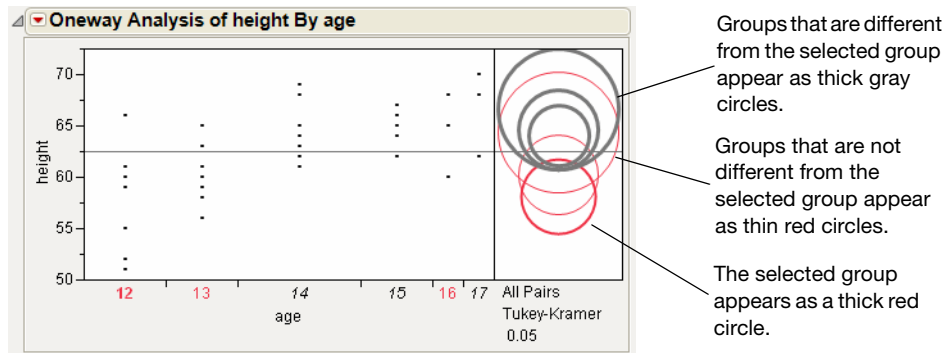 Oneway Analysis of height By age
70
65
60
55
50
height
12 13 14 15 16 17
age
All Pairs
Tukey-Kramer
0.05
Groups that are different
from the selected group
appear as thick gray
circles.
Groups that are not
different from the
selected group appear
as thin red circles.
The selected group
appears as a thick red
circle.